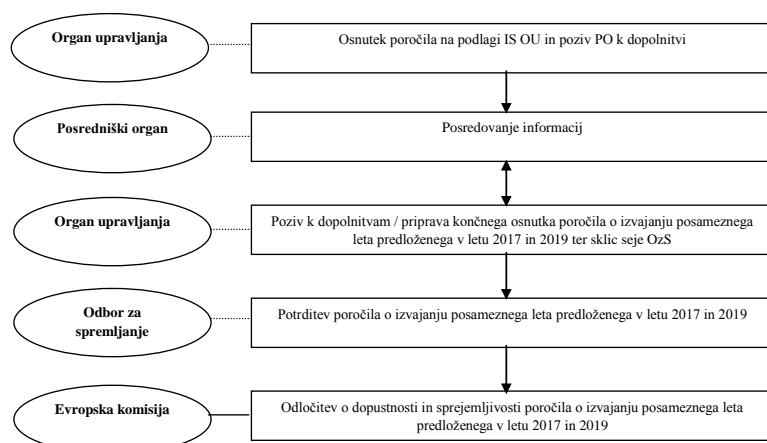 Organ upravljanja
Osnutek poročila na podlagi IS OU in poziv PO k dopolnitvi
Posredniški organ
Posredovanje informacij
Organ upravljanja
Poziv k dopolnitvam / priprava končnega osnutka poročila o izvajanju posameznega
leta predloženega v letu 2017 in 2019 ter sklic seje OzS
Odbor za
spremljanje
Potrditev poročila o izvajanju posameznega leta predloženega v letu 2017 in 2019
Evropska komisija
Odločitev o dopustnosti in sprejemljivosti poročila o izvajanju posameznega leta
predloženega v letu 2017 in 2019